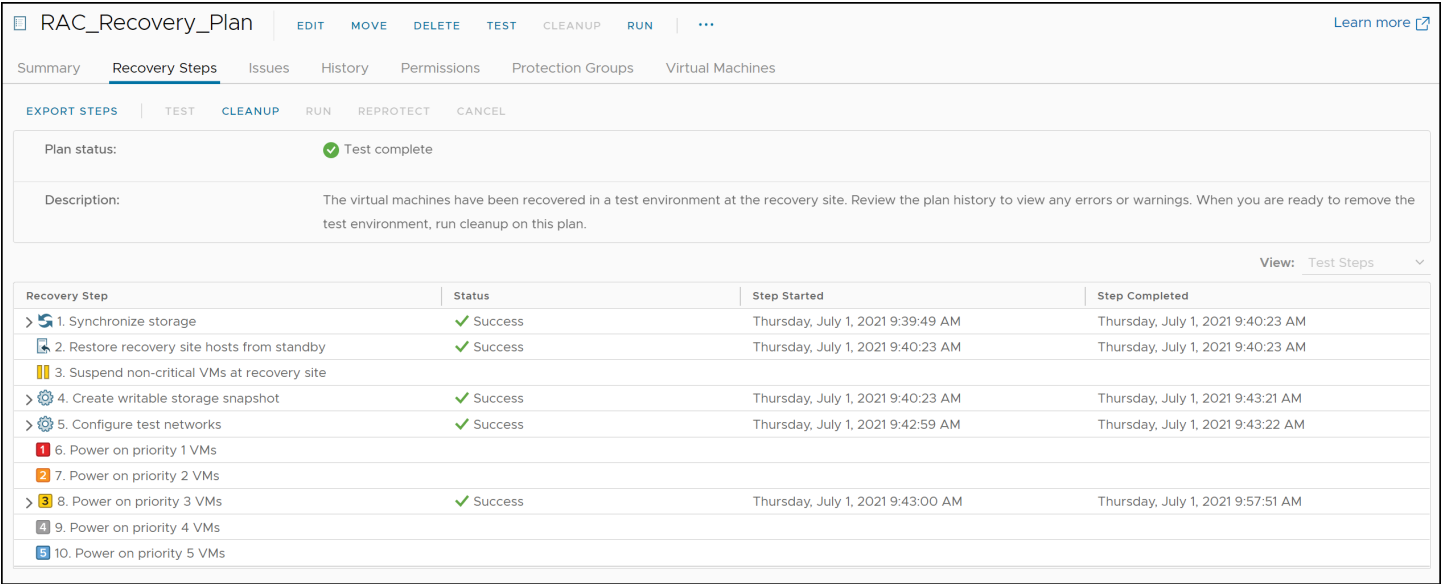 RAC_Recovery_Plan EDIT MOVE DELETE TEST CLEANUP RUN ··· Learn more
Summary Recovery Steps Issues History Permissions Protection Groups Virtual Machines
EXPORT STEPS TEST CLEANUP RUN REPROTECT CANCEL
Plan status: Test complete
Description: The virtual machines have been recovered in a test environment at the recovery site. Review the plan history to view any errors or warnings. When you are ready to remove the
test environment, run cleanup on this plan.
View: Test Steps
Recovery Step Status Step Started Step Completed
1. Synchronize storage Success Thursday, July 1, 2021 9:39:49 AM Thursday, July 1, 2021 9:40:23 AM
2. Restore recovery site hosts from standby Success Thursday, July 1, 2021 9:40:23 AM Thursday, July 1, 2021 9:40:23 AM
3. Suspend non-critical VMs at recovery site
4. Create writable storage snapshot Success Thursday, July 1, 2021 9:40:23 AM Thursday, July 1, 2021 9:43:21 AM
5. Configure test networks Success Thursday, July 1, 2021 9:42:59 AM Thursday, July 1, 2021 9:43:22 AM
1 6. Power on priority 1 VMs
2 7. Power on priority 2 VMs
3 8. Power on priority 3 VMs Success Thursday, July 1, 2021 9:43:00 AM Thursday, July 1, 2021 9:57:51 AM
4 9. Power on priority 4 VMs
5 10. Power on priority 5 VMs